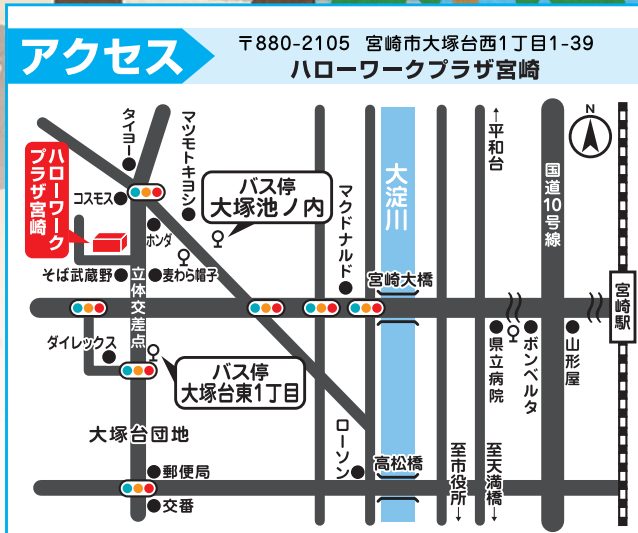 アクセス
〒880-2105 宮崎市大塚台西1丁目1-39
ハローワークプラザ宮崎
タイヨー
マツモトキヨシ
ハローワーク
プラザ宮崎
コスモス
ホンダ
バス停
大塚池ノ内
マクドナルド
大淀川
↑平和台
国道10号線
N
そば武蔵野
麦わら帽子
立体交差点
宮崎大橋
宮崎駅
ダイレックス
バス停
大塚台東1丁目
県立病院
ボンベルタ
山形屋
大塚台団地
ローソン
高松橋
至市役所→
至天満橋→
郵便局
交番